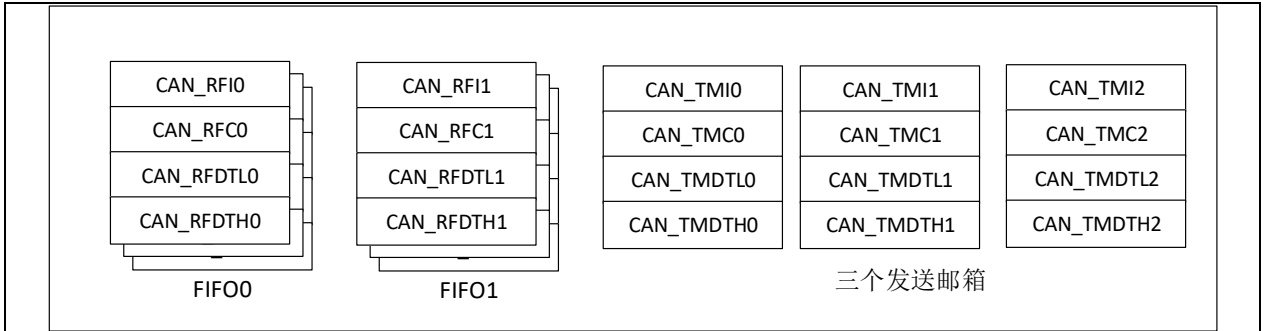 CAN_RFI0
CAN_RFC0
CAN_RFDTL0
CAN_RFDTH0
FIFO0
CAN_RFI1
CAN_RFC1
CAN_RFDTL1
CAN_RFDTH1
FIFO1
CAN_TMI0
CAN_TMC0
CAN_TMDTL0
CAN_TMDTH0
CAN_TMI1
CAN_TMC1
CAN_TMDTL1
CAN_TMDTH1
CAN_TMI2
CAN_TMC2
CAN_TMDTL2
CAN_TMDTH2
三个发送邮箱